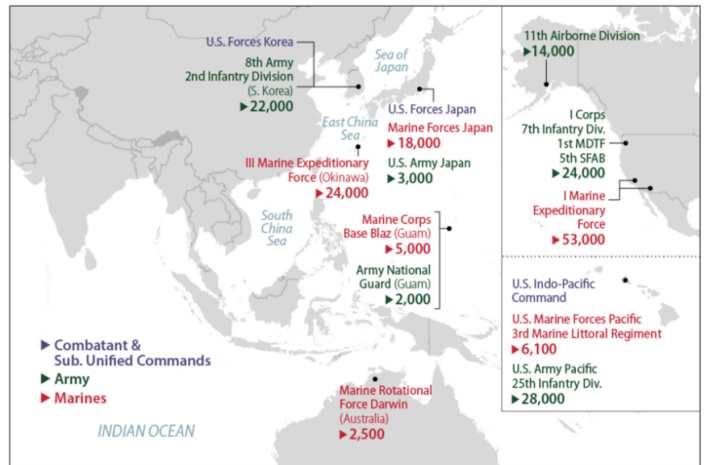 U.S. Forces Korea
8th Army
2nd Infantry Division
(S. Korea)
▶22,000
Sea of
Japan
U.S. Forces Japan
Marine Forces Japan
▶18,000
U.S. Army Japan
▶3,000
East China
Sea
III Marine Expeditionary
Force (Okinawa)
▶24,000
South
China
Sea
Marine Corps
Base Blaz (Guam)
▶5,000
Army National
Guard (Guam)
▶2,000
▶Combatant &
Sub. Unified Commands
▶Army
▶Marines
INDIAN OCEAN
Marine Rotational
Force Darwin
(Australia)
▶2,500
11th Airborne Division
▶14,000
I Corps
7th Infantry Div.
1st MDTF
5th SFAB
▶24,000
I Marine
Expeditionary
Force
▶53,000
U.S. Indo-Pacific
Command
U.S. Marine Forces Pacific
3rd Marine Littoral Regiment
▶6,100
U.S. Army Pacific
25th Infantry Div.
▶28,000